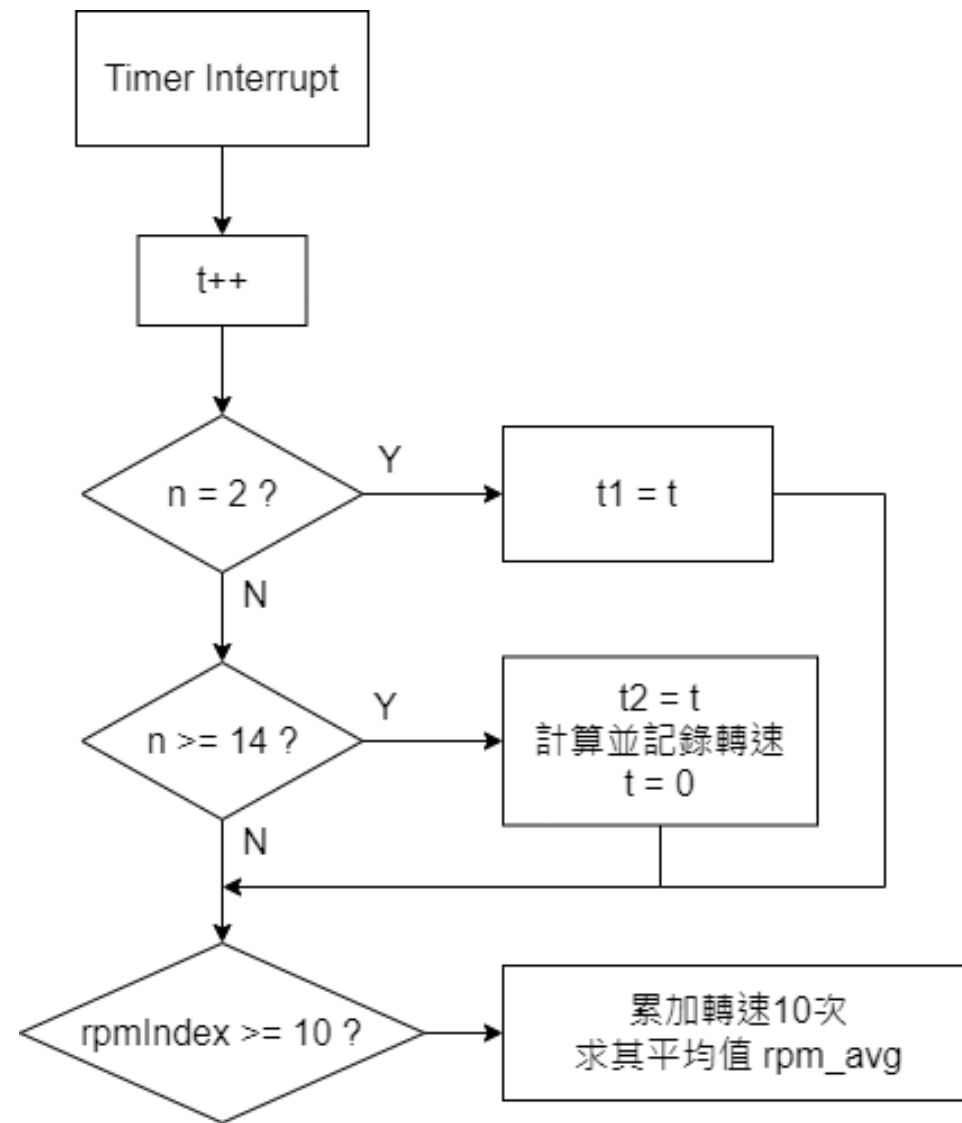 Timer Interrupt
t++
n = 2 ?
Y
t1 = t
N
n >= 14 ?
Y
t2 = t
計算並記錄轉速
t = 0
N
rpmIndex >= 10 ?
累加轉速10次
求其平均值 rpm_avg